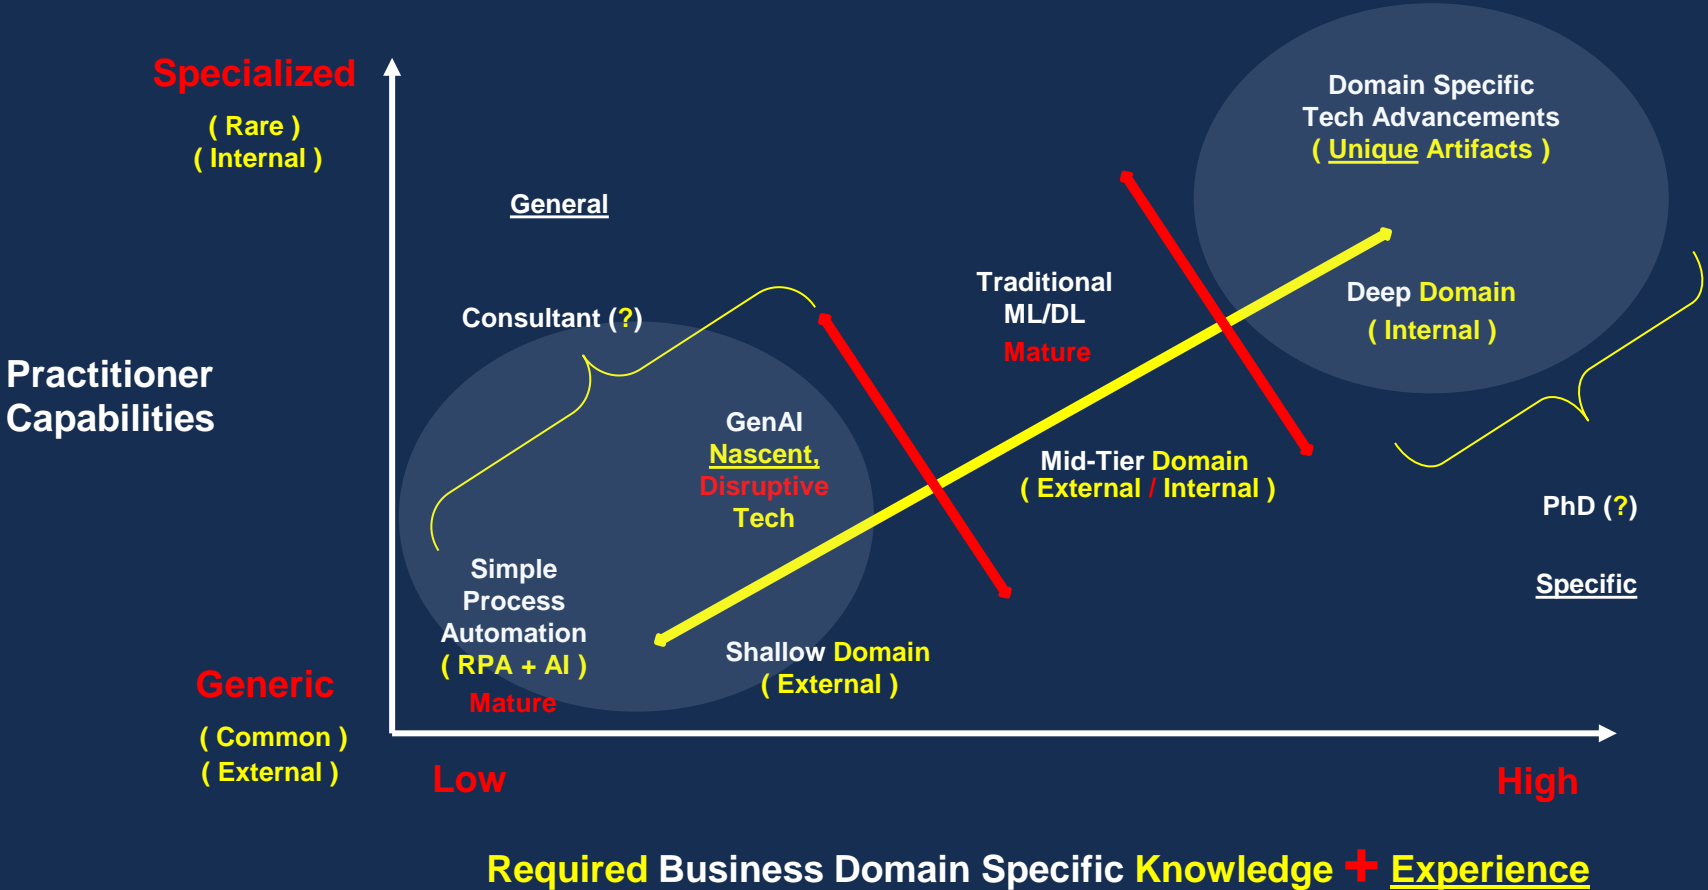 Specialized
( Rare )
( Internal )
General
Consultant (?)
Practitioner
Capabilities
GenAI
Nascent,
Disruptive
Tech
Simple
Process
Automation
( RPA + AI )
Mature
Shallow Domain
( External )
Traditional
ML/DL
Mature
Mid-Tier Domain
( External / Internal )
Domain Specific
Tech Advancements
( Unique Artifacts )
Deep Domain
( Internal )
PhD (?)
Specific
Generic
( Common )
( External )
Low
High
Required Business Domain Specific Knowledge + Experience